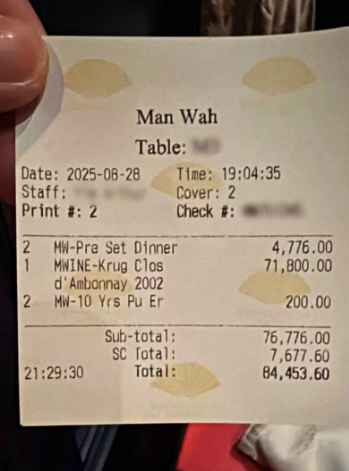 Man Wah
Table:
Date: 2025-08-28 Time: 19:04:35
Staff: Cover: 2
Print #: 2 Check #:
2 MW-Pre Set Dinner 4,776.00
1 MWINE-Krug Clos 71,800.00
d'Ambonnay 2002
2 MW-10 Yrs Pu Er 200.00
Sub-total: 76,776.00
SC Total: 7,677.60
21:29:30 Total: 84,453.60